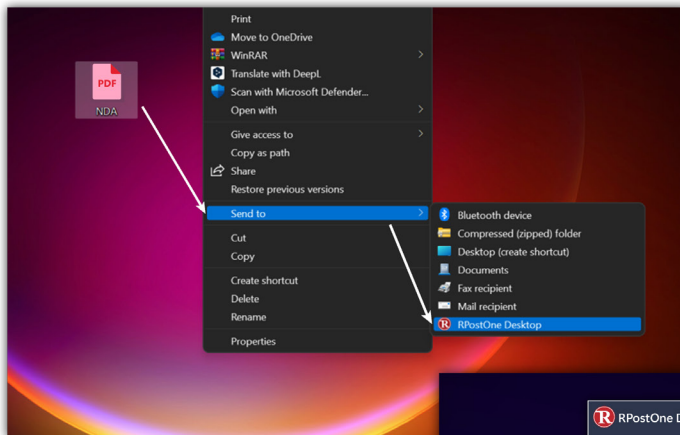 Print
Move to OneDrive
WinRAR
Translate with DeepL
Scan with Microsoft Defender...
Open with
PDF
NDA
Give access to
Copy as path
Share
Restore previous versions
Send to
Cut
Copy
Create shortcut
Delete
Rename
Properties
Bluetooth device
Compressed (zipped) folder
Desktop (create shortcut)
Documents
Fax recipient
Mail recipient
RPostOne Desktop
RPostOne D